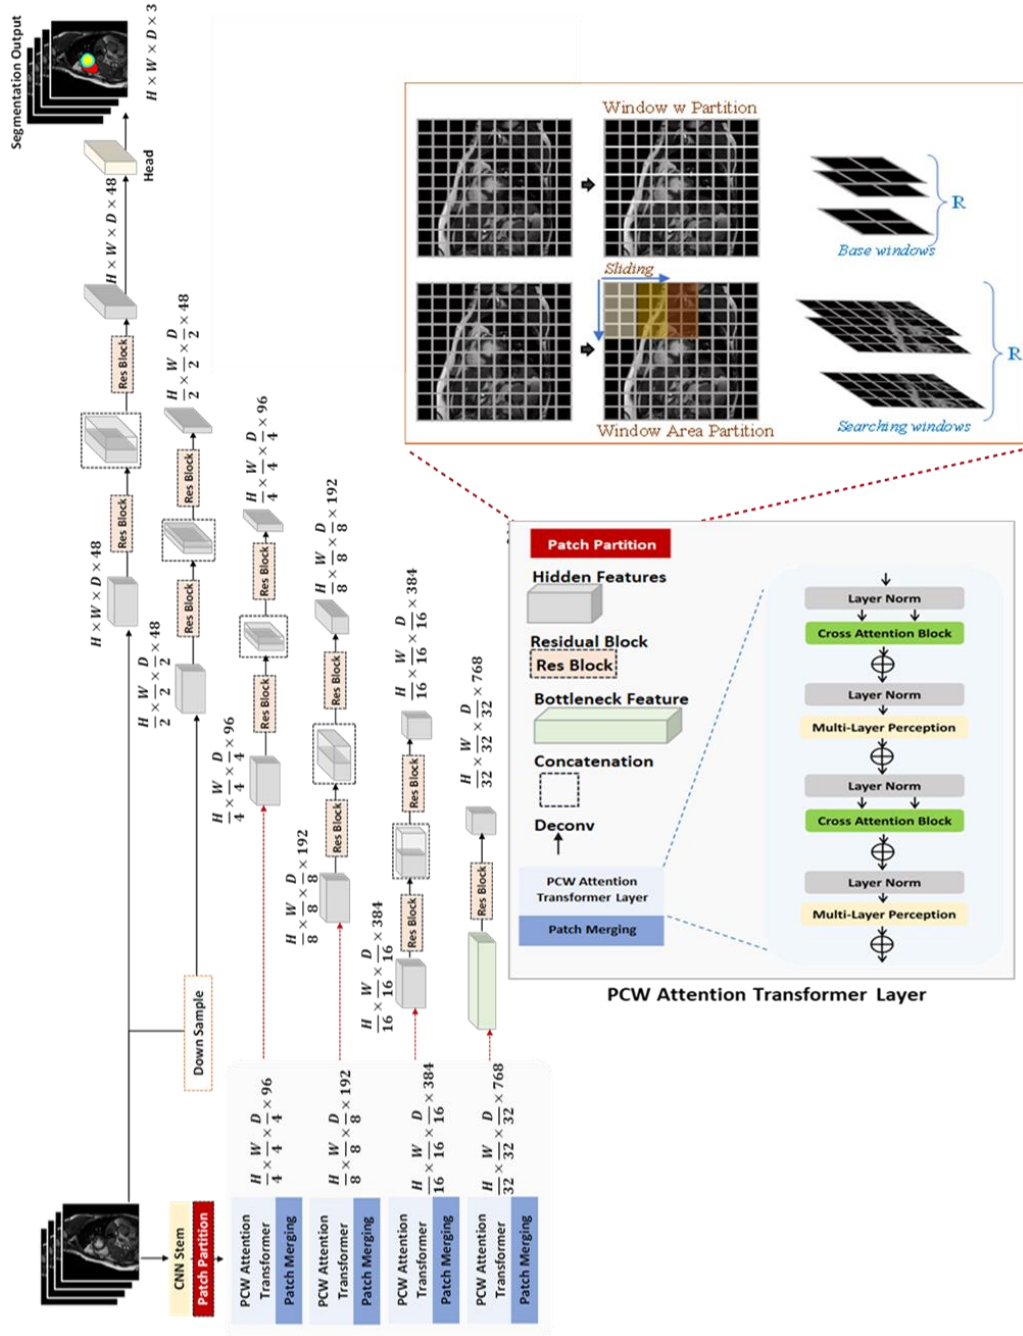 Segmentation Output
H × W × D × 3
Head
H × W × D × 48
Res Block
Res Block
H × W × D × 48
H/2 × W/2 × D/2 × 48
Res Block
Res Block
H/2 × W/2 × D/2 × 48
H/4 × W/4 × D/4 × 96
Res Block
Res Block
H/4 × W/4 × D/4 × 96
H/8 × W/8 × D/8 × 192
Res Block
Res Block
H/8 × W/8 × D/8 × 192
H/16 × W/16 × D/16 × 384
Res Block
Res Block
H/16 × W/16 × D/16 × 384
H/32 × W/32 × D/32 × 768
Res Block
Down Sample
CNN Stem
Patch Partition
H/4 × W/4 × D/4 × 96
PCW Attention
Transformer
Patch Merging
H/8 × W/8 × D/8 × 192
PCW Attention
Transformer
Patch Merging
H/16 × W/16 × D/16 × 384
PCW Attention
Transformer
Patch Merging
H/32 × W/32 × D/32 × 768
PCW Attention
Transformer
Patch Merging
Window w Partition
R
Base windows
Sliding
R
Window Area Partition
Searching windows
Patch Partition
Hidden Features
Residual Block
Res Block
Bottleneck Feature
Concatenation
Deconv
PCW Attention
Transformer Layer
Patch Merging
Layer Norm
Cross Attention Block
Layer Norm
Multi-Layer Perception
Layer Norm
Cross Attention Block
Layer Norm
Multi-Layer Perception
PCW Attention Transformer Layer